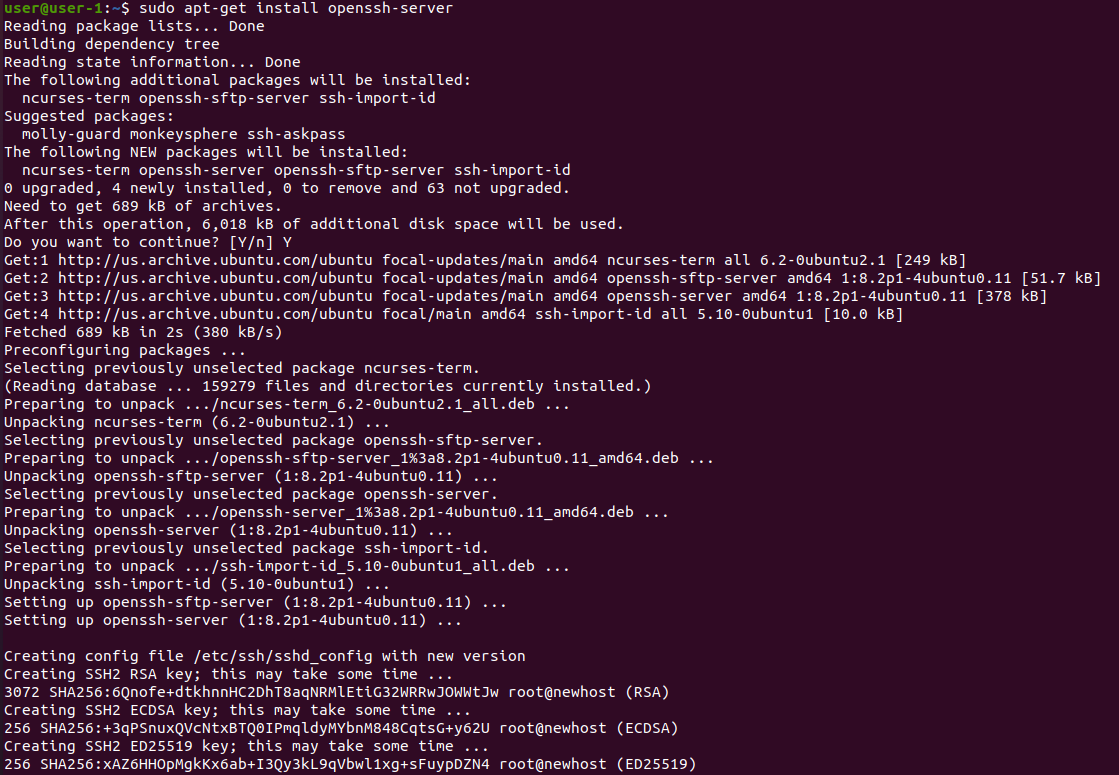 user@user-1:~$ sudo apt-get install openssh-server
Reading package lists... Done
Building dependency tree
Reading state information... Done
The following additional packages will be installed:
  ncurses-term openssh-sftp-server ssh-import-id
Suggested packages:
  molly-guard monkeysphere ssh-askpass
The following NEW packages will be installed:
  ncurses-term openssh-server openssh-sftp-server ssh-import-id
0 upgraded, 4 newly installed, 0 to remove and 63 not upgraded.
Need to get 689 kB of archives.
After this operation, 6,018 kB of additional disk space will be used.
Do you want to continue? [Y/n] Y
Get:1 http://us.archive.ubuntu.com/ubuntu focal-updates/main amd64 ncurses-term all 6.2-0ubuntu2.1 [249 kB]
Get:2 http://us.archive.ubuntu.com/ubuntu focal-updates/main amd64 openssh-sftp-server amd64 1:8.2p1-4ubuntu0.11 [51.7 kB]
Get:3 http://us.archive.ubuntu.com/ubuntu focal-updates/main amd64 openssh-server amd64 1:8.2p1-4ubuntu0.11 [378 kB]
Get:4 http://us.archive.ubuntu.com/ubuntu focal/main amd64 ssh-import-id all 5.10-0ubuntu1 [10.0 kB]
Fetched 689 kB in 2s (380 kB/s)
Preconfiguring packages ...
Selecting previously unselected package ncurses-term.
(Reading database ... 159279 files and directories currently installed.)
Preparing to unpack .../ncurses-term_6.2-0ubuntu2.1_all.deb ...
Unpacking ncurses-term (6.2-0ubuntu2.1) ...
Selecting previously unselected package openssh-sftp-server.
Preparing to unpack .../openssh-sftp-server_1%3a8.2p1-4ubuntu0.11_amd64.deb ...
Unpacking openssh-sftp-server (1:8.2p1-4ubuntu0.11) ...
Selecting previously unselected package openssh-server.
Preparing to unpack .../openssh-server_1%3a8.2p1-4ubuntu0.11_amd64.deb ...
Unpacking openssh-server (1:8.2p1-4ubuntu0.11) ...
Selecting previously unselected package ssh-import-id.
Preparing to unpack .../ssh-import-id_5.10-0ubuntu1_all.deb ...
Unpacking ssh-import-id (5.10-0ubuntu1) ...
Setting up openssh-sftp-server (1:8.2p1-4ubuntu0.11) ...
Setting up openssh-server (1:8.2p1-4ubuntu0.11) ...

Creating config file /etc/ssh/sshd_config with new version
Creating SSH2 RSA key; this may take some time ...
3072 SHA256:6Qnofe+dtkhnnHC2DhT8aqNRMlEtiG32WRRwJOWWtJw root@newhost (RSA)
Creating SSH2 ECDSA key; this may take some time ...
256 SHA256:+3qPSnuxQVcNtxBTQ0IPmqldyMYbnM848CqtsG+y62U root@newhost (ECDSA)
Creating SSH2 ED25519 key; this may take some time ...
256 SHA256:xAZ6HHOpMgkKx6ab+I3Qy3kL9qVbwl1xg+sFuypDZN4 root@newhost (ED25519)